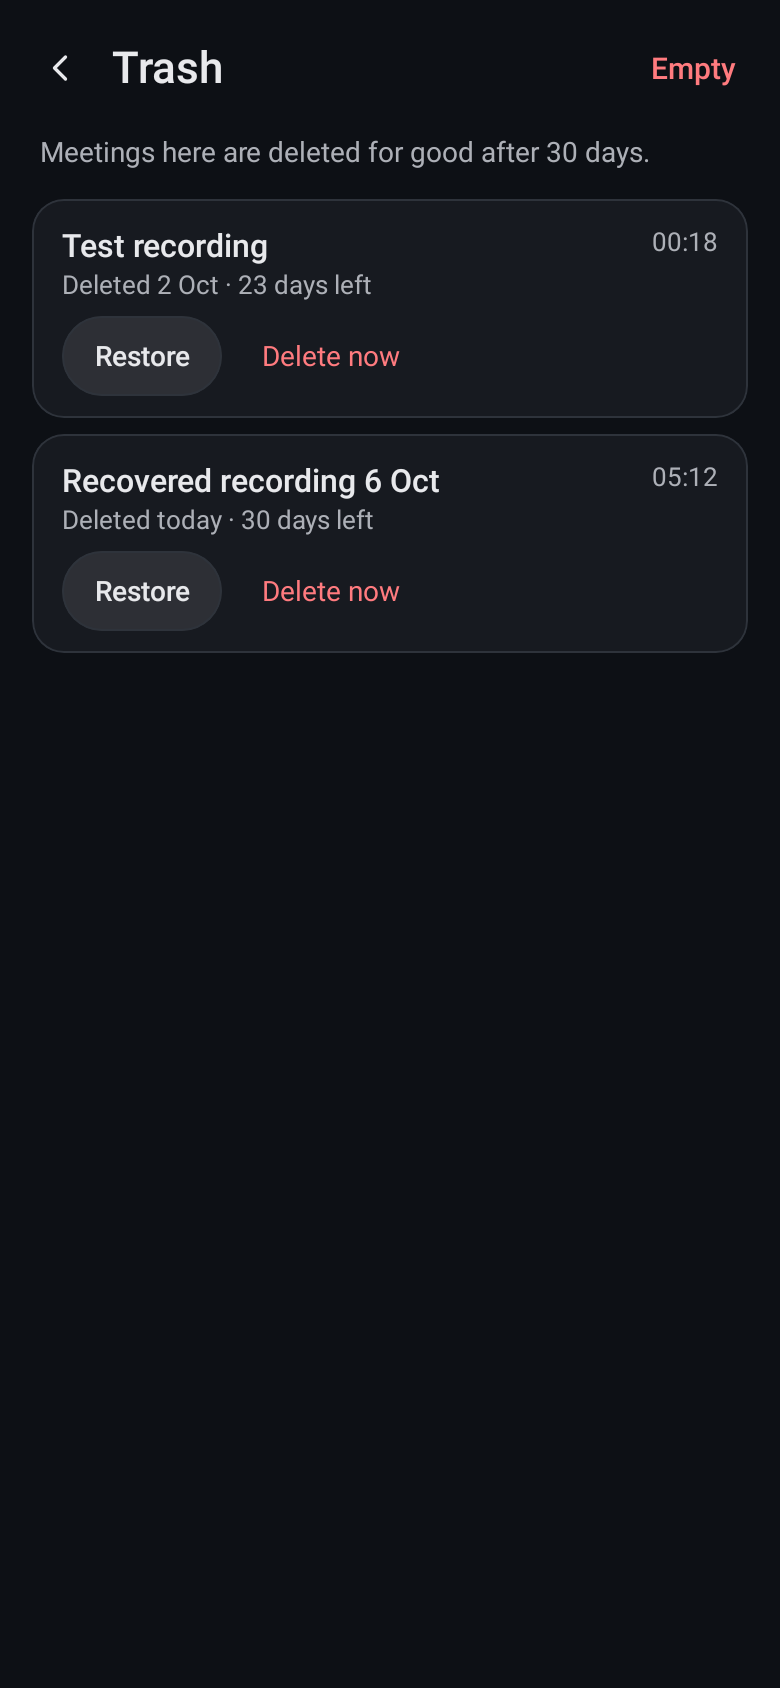 Trash
Empty
Meetings here are deleted for good after 30 days.
Test recording
00:18
Deleted 2 Oct · 23 days left
Restore
Delete now
Recovered recording 6 Oct
05:12
Deleted today · 30 days left
Restore
Delete now